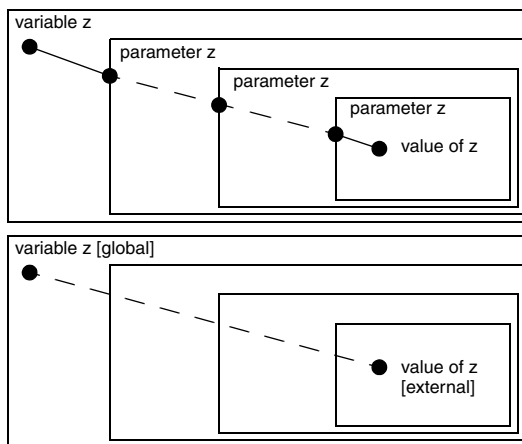 variable z
parameter z
parameter z
parameter z
value of z
variable z [global]
value of z
[external]